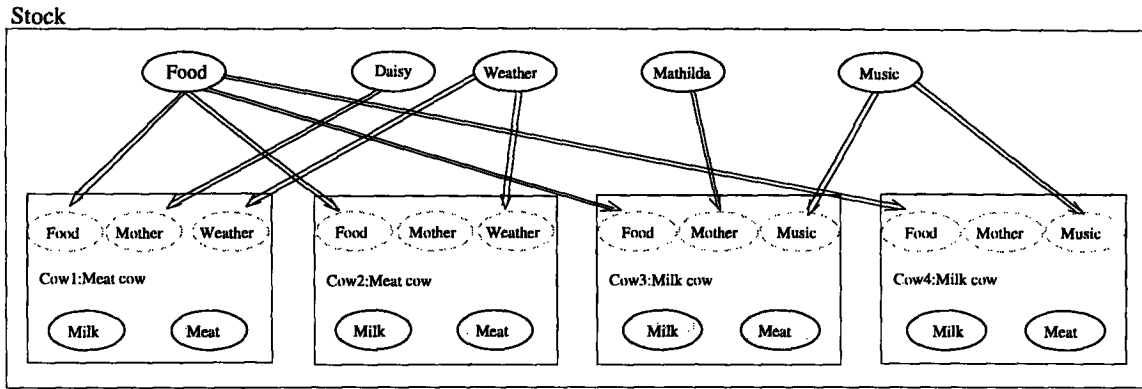 Stock
Food Daisy Weather Mathilda Music
Food Mother Weather Food Mother Weather Food Mother Music Food Mother Music
Cow1:Meat cow Cow2:Meat cow Cow3:Milk cow Cow4:Milk cow
Milk Meat Milk Meat Milk Meat Milk Meat